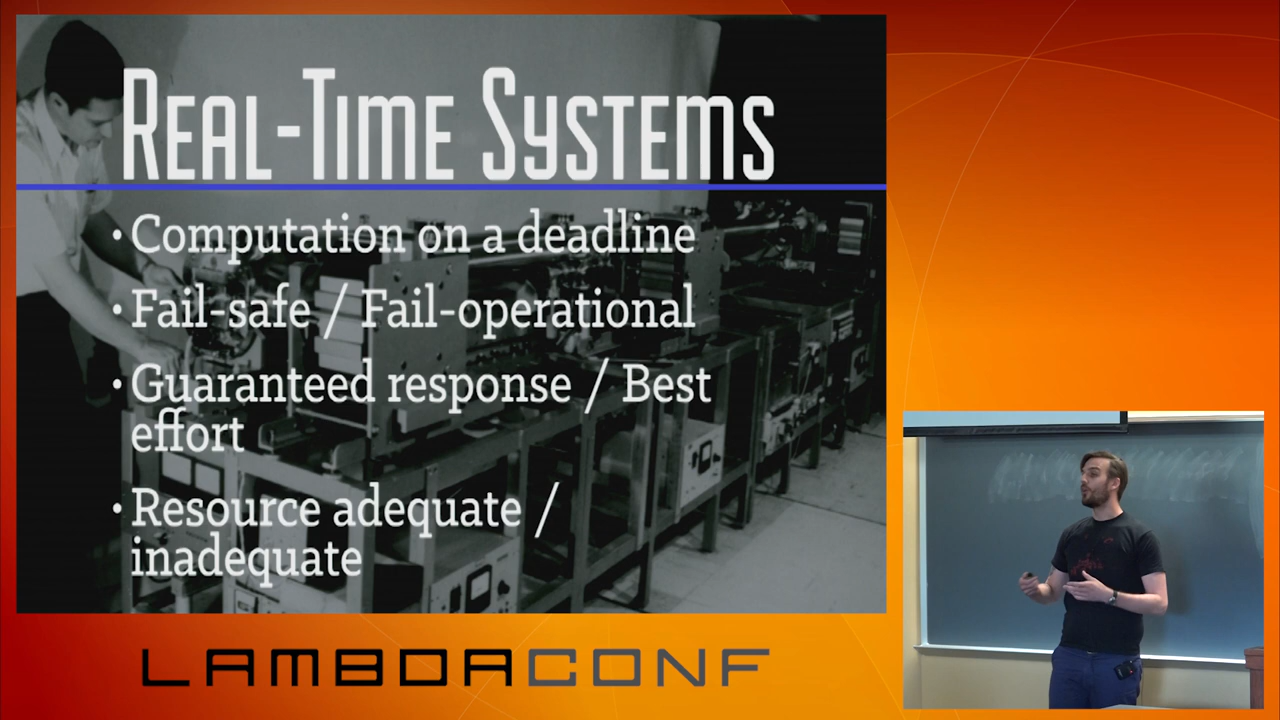 Real-Time Systems
• Computation on a deadline
• Fail-safe / Fail-operational
• Guaranteed response / Best
effort
• Resource adequate /
inadequate
LAMBDACONF